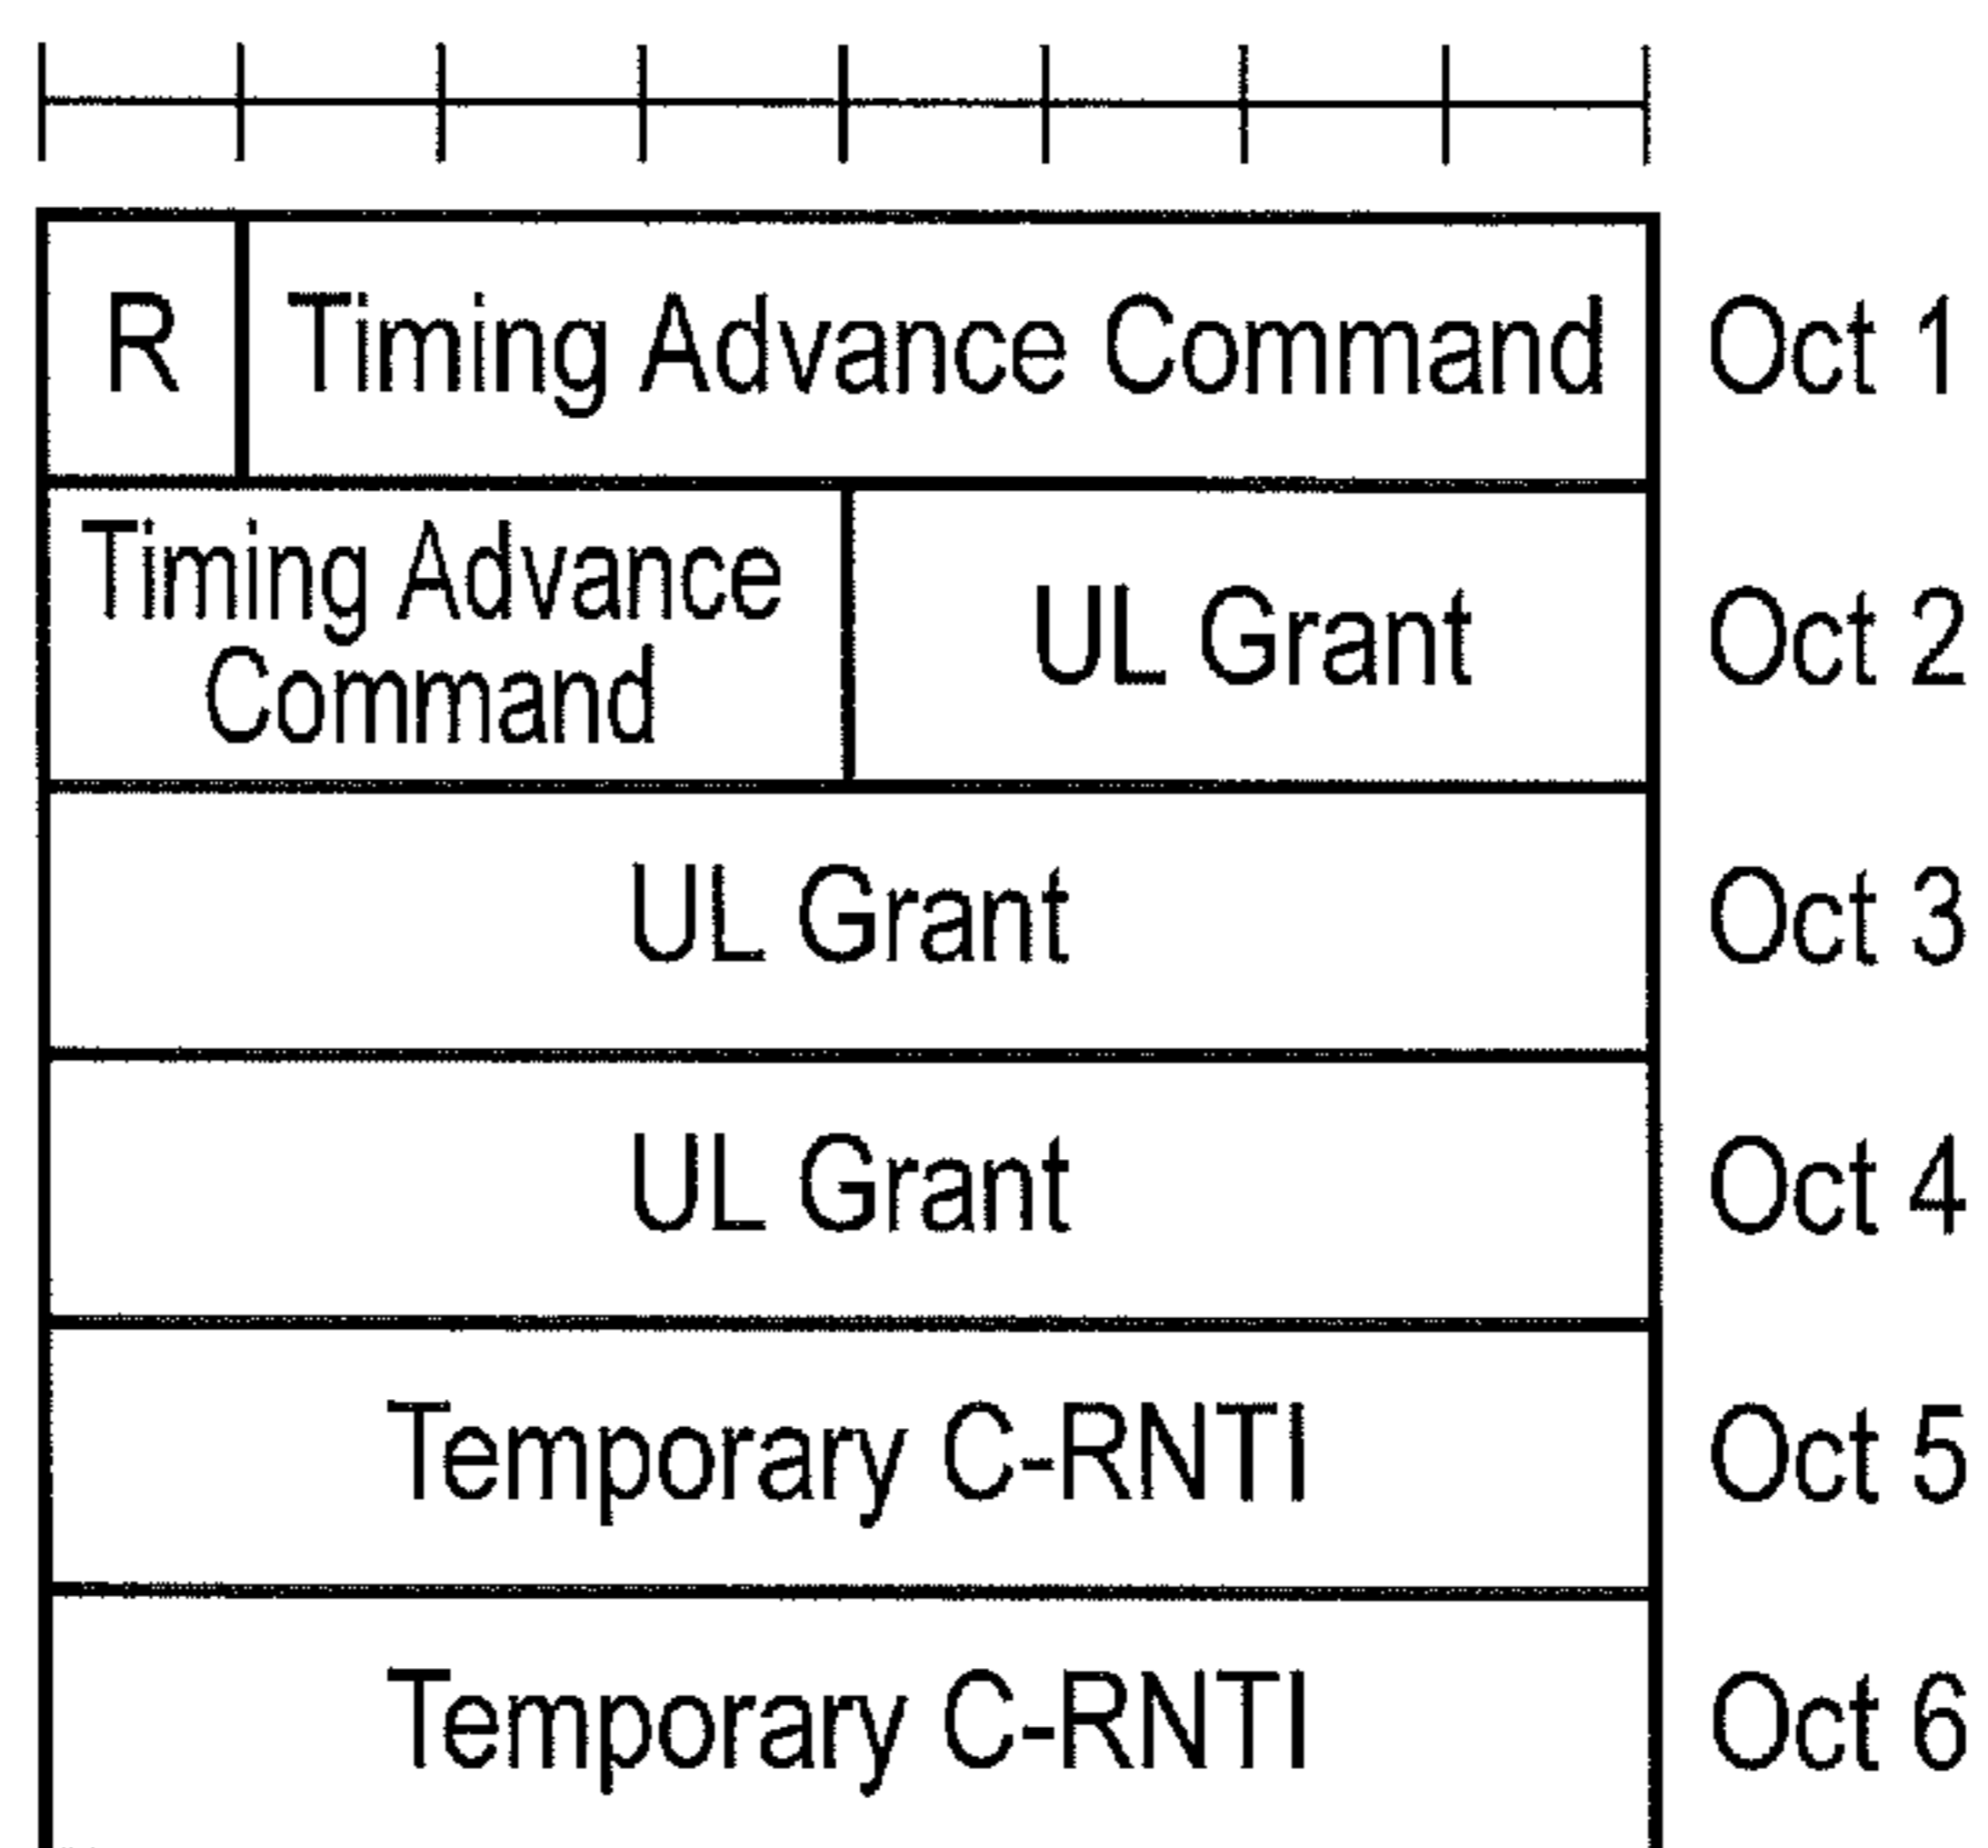 R Timing Advance Command Oct 1
Timing Advance
Command
UL Grant Oct 2
UL Grant Oct 3
UL Grant Oct 4
Temporary C-RNTI Oct 5
Temporary C-RNTI Oct 6